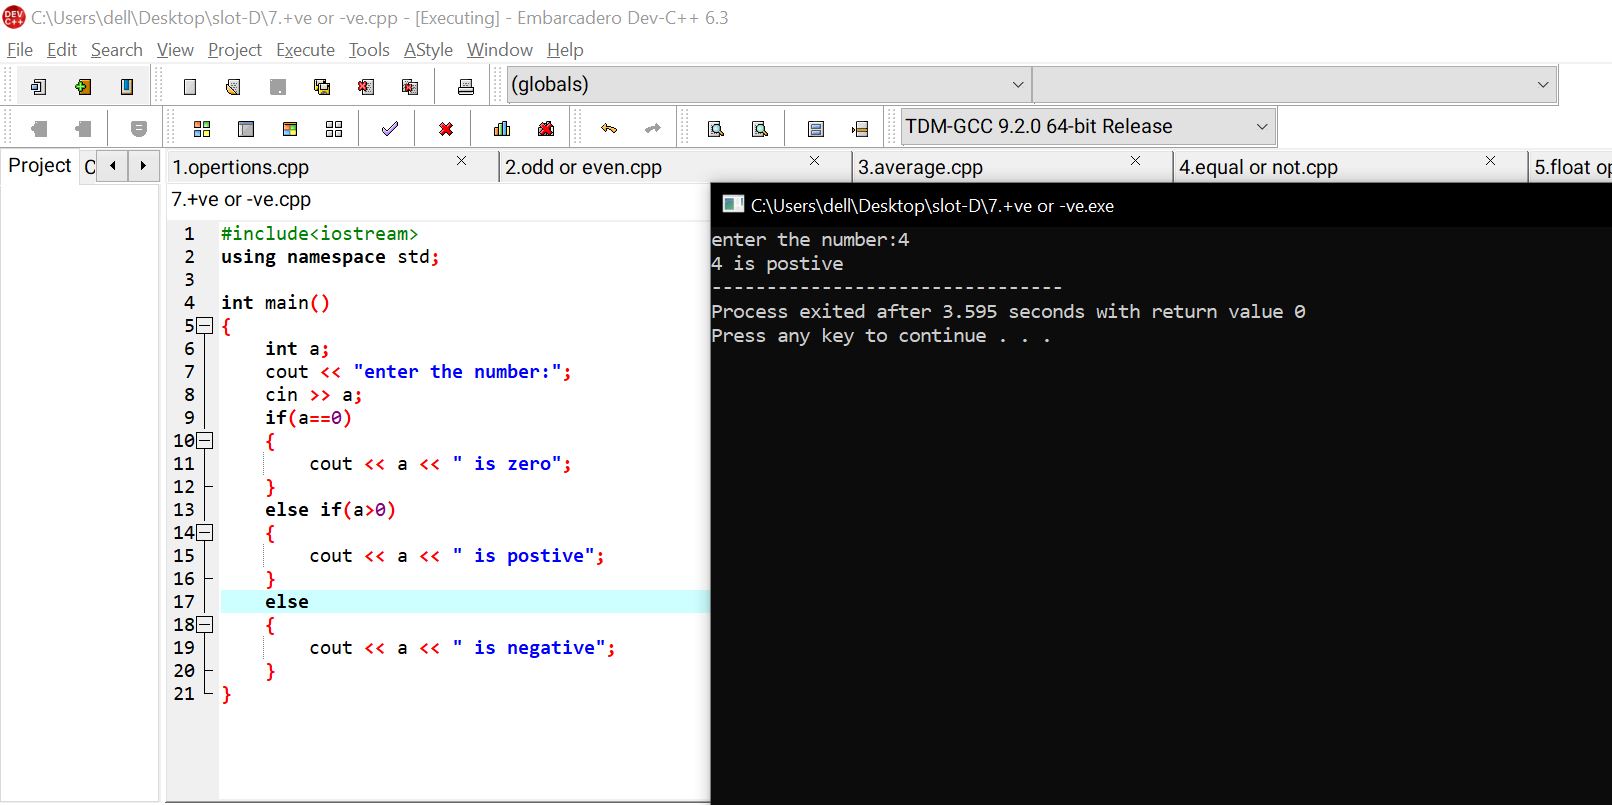 C:\Users\dell\Desktop\slot-D\7.+ve or -ve.cpp - [Executing] - Embarcadero Dev-C++ 6.3
File Edit Search View Project Execute Tools AStyle Window Help
(globals)
TDM-GCC 9.2.0 64-bit Release
Project C 1.opertions.cpp 2.odd or even.cpp 3.average.cpp 4.equal or not.cpp 5.float op
7.+ve or -ve.cpp
1 #include<iostream>
2 using namespace std;
3
4 int main()
5 {
6 int a;
7 cout << "enter the number:";
8 cin >> a;
9 if(a==0)
10 {
11 cout << a << " is zero";
12 }
13 else if(a>0)
14 {
15 cout << a << " is postive";
16 }
17 else
18 {
19 cout << a << " is negative";
20 }
21 }
C:\Users\dell\Desktop\slot-D\7.+ve or -ve.exe
enter the number:4
4 is postive
--------------------------------
Process exited after 3.595 seconds with return value 0
Press any key to continue . . .